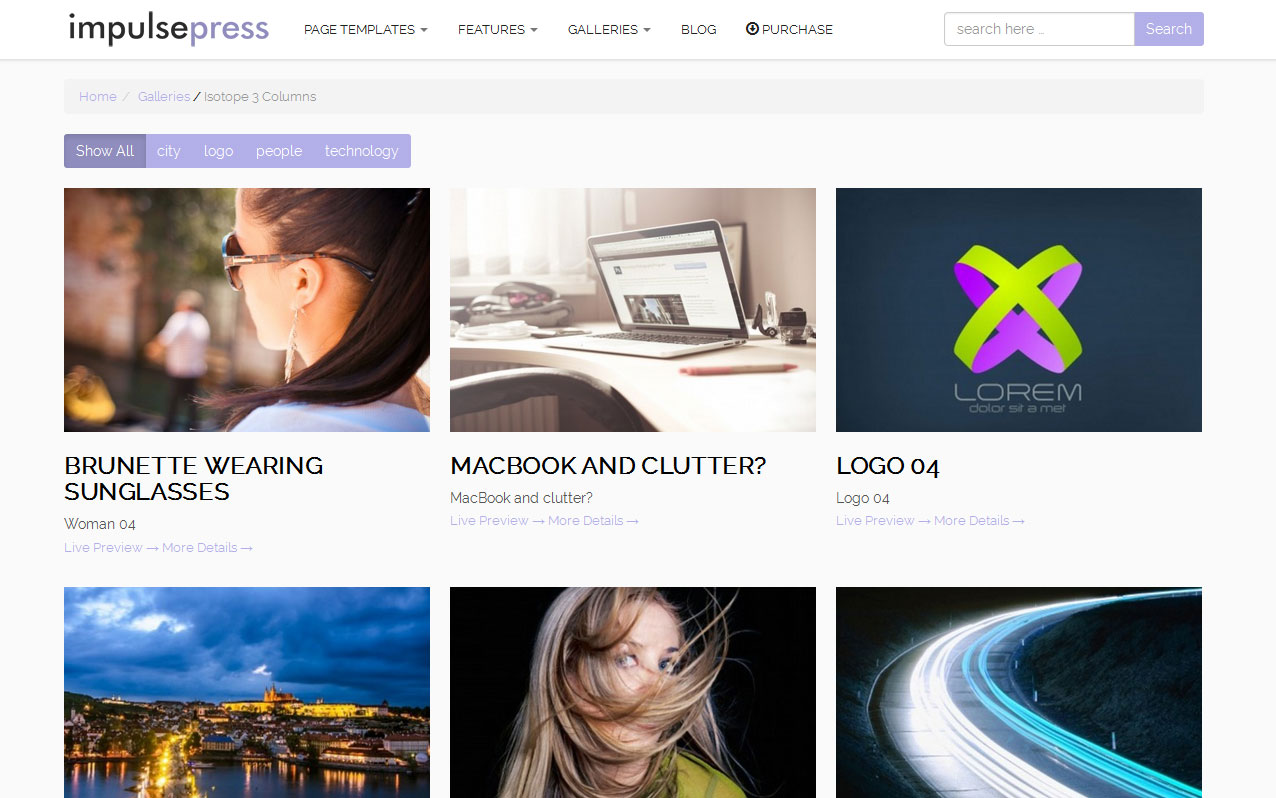 impulsepress PAGE TEMPLATES FEATURES GALLERIES BLOG PURCHASE search here ... Search
Home / Galleries / Isotope 3 Columns
Show All city logo people technology
LOREM
dolor sit a met
BRUNETTE WEARING
SUNGLASSES
Woman 04
Live Preview → More Details →
MACBOOK AND CLUTTER?
MacBook and clutter?
Live Preview → More Details →
LOGO 04
Logo 04
Live Preview → More Details →